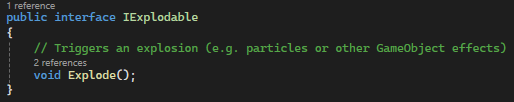 1 reference
public interface IExplodable
{
// Triggers an explosion (e.g. particles or other GameObject effects)
2 references
void Explode();
}